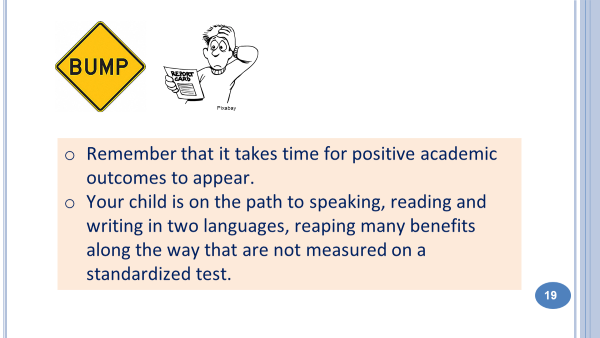 BUMP
REPORT
CARD
Pixabay
○ Remember that it takes time for positive academic
outcomes to appear.
○ Your child is on the path to speaking, reading and
writing in two languages, reaping many benefits
along the way that are not measured on a
standardized test.
19